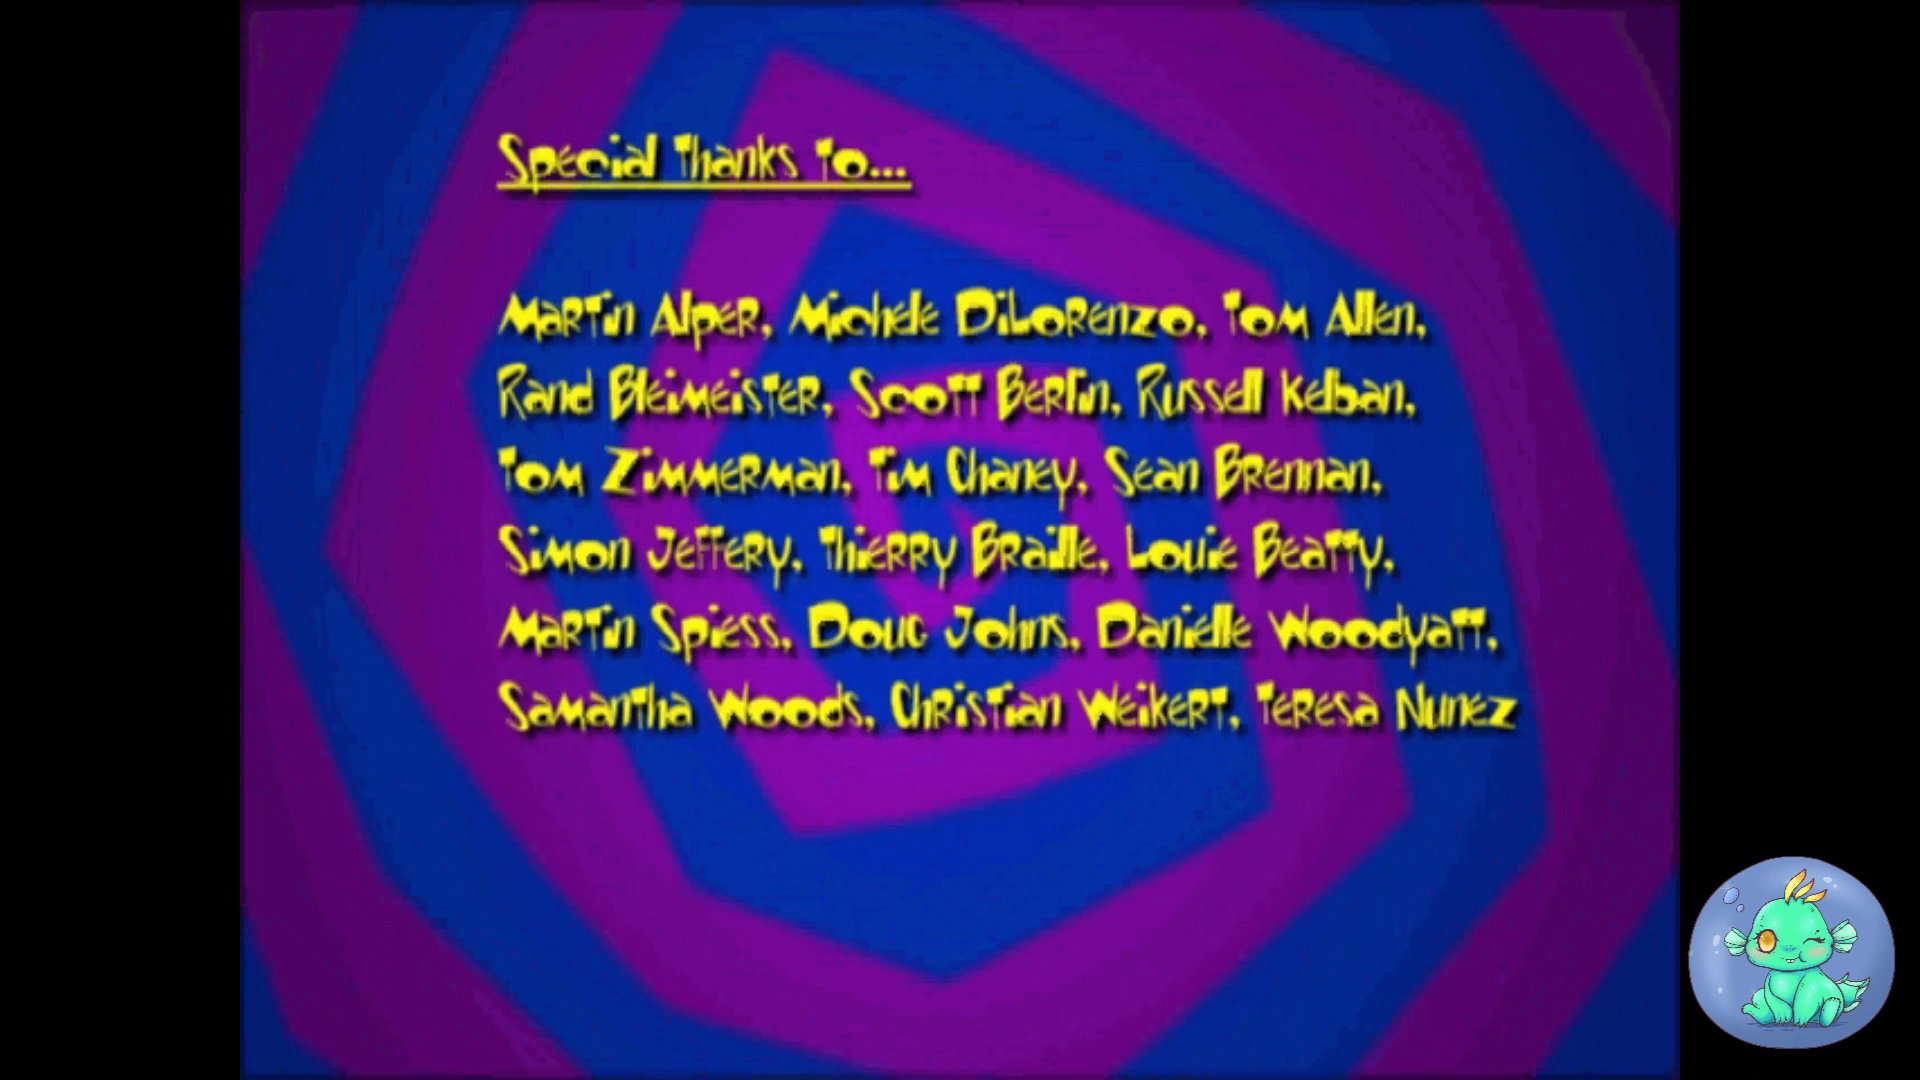 Special Thanks To...
Martin Alper, Michele DiLorenzo, Tom Allen,
Rand Bleimeister, Scott Berlin, Russell Kelban,
Tom Zimmerman, Tim Chaney, Sean Brennan,
Simon Jeffery, Thierry Braille, Louie Beatty,
Martin Spiess, Doug Johns, Danielle Woodyatt,
Samantha Woods, Christian Weikert, Teresa Nunez